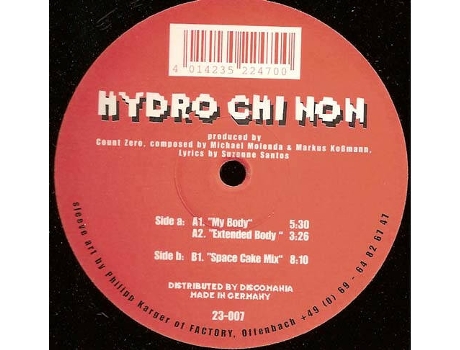 4 014235 224700
HYDRO CHI NON
produced by
Count Zero, composed by Michael Molenda & Markus Koßmann,
Lyrics by Suzanne Santos
Side a: A1. "My Body" 5:30
A2. "Extended Body" 3:26
Side b: B1. "Space Cake Mix" 8:10
DISTRIBUTED BY DISCOMANIA
MADE IN GERMANY
23-007
sleeve art by Philipp Karger of FACTORY, Offenbach +49 (0) 69 - 64 82 67 47